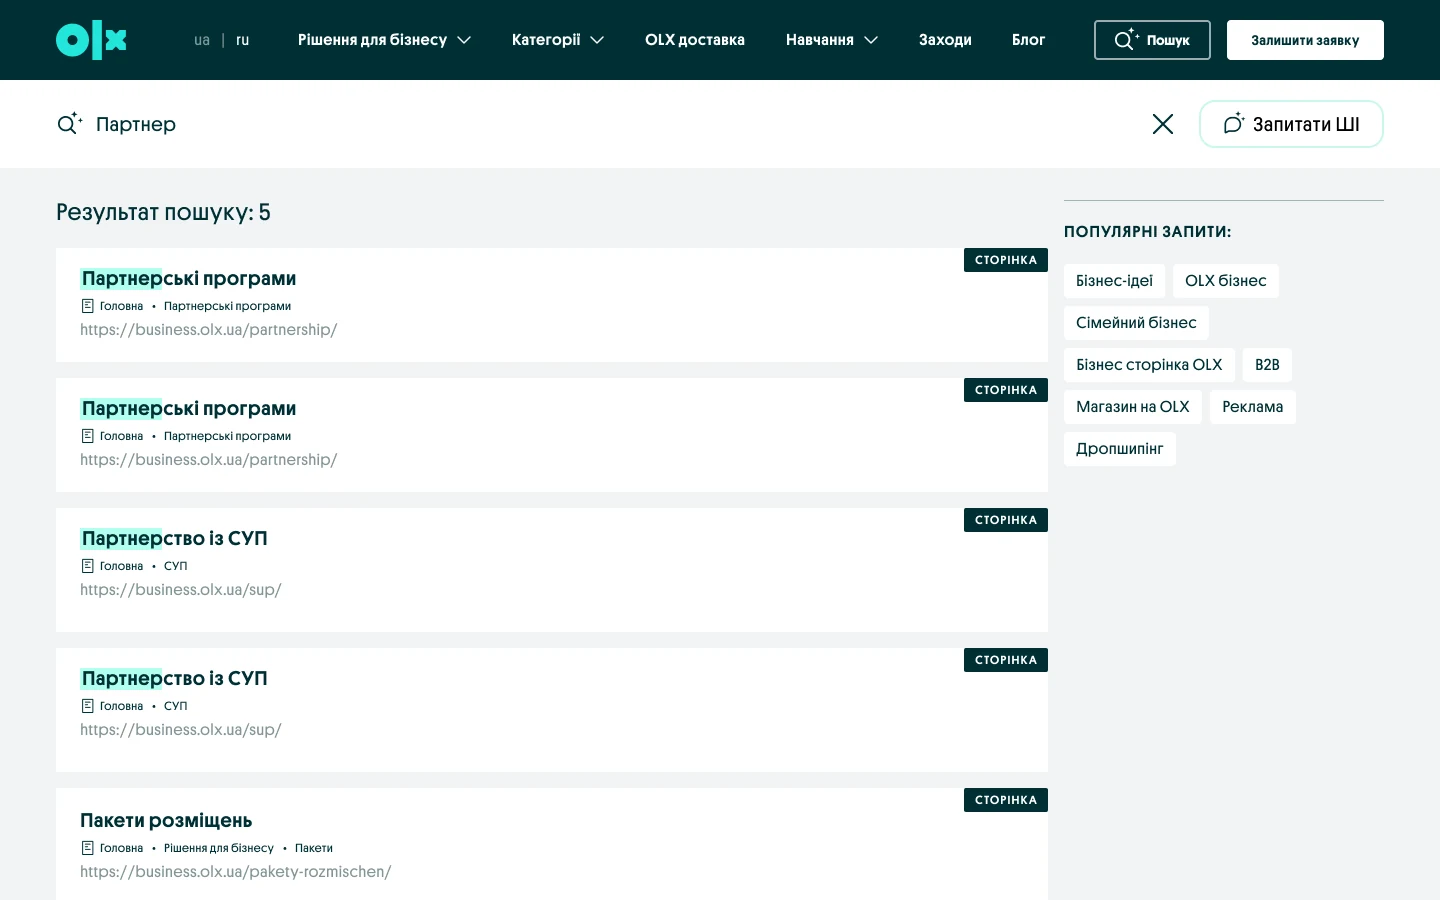 olx
ua | ru
Рішення для бізнесу
Категорії
OLX доставка
Навчання
Заходи
Блог
Пошук
Залишити заявку
Партнер
Запитати ШІ
Результат пошуку: 5
СТОРІНКА
Партнерські програми
Головна • Партнерські програми
https://business.olx.ua/partnership/
СТОРІНКА
Партнерські програми
Головна • Партнерські програми
https://business.olx.ua/partnership/
СТОРІНКА
Партнерство із СУП
Головна • СУП
https://business.olx.ua/sup/
СТОРІНКА
Партнерство із СУП
Головна • СУП
https://business.olx.ua/sup/
СТОРІНКА
Пакети розміщень
Головна • Рішення для бізнесу • Пакети
https://business.olx.ua/pakety-rozmischen/
ПОПУЛЯРНІ ЗАПИТИ:
Бізнес-ідеї
OLX бізнес
Сімейний бізнес
Бізнес сторінка OLX
B2B
Магазин на OLX
Реклама
Дропшипінг